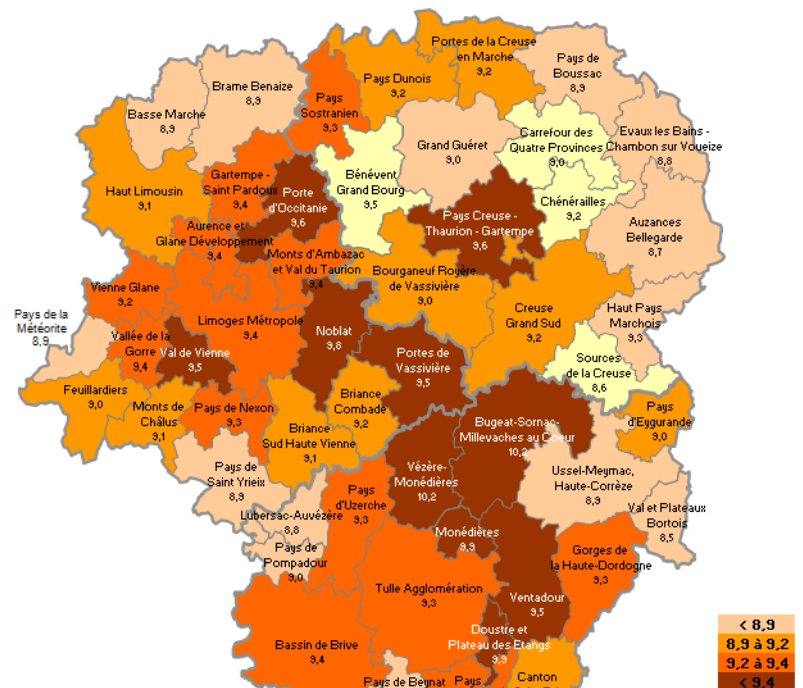 Portes de la Creuse
en Marche
9,2
Pays de
Boussac
8,9
Pays Dunois
9,2
Brame Benaize
8,9
Pays
Sostranien
9,3
Basse Marche
8,9
Grand Guéret
9,0
Carrefour des
Quatre Provinces
9,0
Evaux les Bains -
Chambon sur Voueize
8,8
Haut Limousin
9,1
Gartempe -
Saint Pardoux
9,4
Porte
d'Occitanie
9,6
Bénévent
Grand Bourg
9,5
Chénérailles
9,2
Pays Creuse -
Thaurion - Gartempe
9,6
Auzances
Bellegarde
8,7
Aurence et
Glane Développement
9,4
Monts d'Ambazac
et Val du Taurion
9,4
Bourganeuf Royère
de Vassivière
9,0
Vienne Glane
9,2
Creuse
Grand Sud
9,2
Haut Pays
Marchois
9,3
Pays de la
Météorite
8,9
Limoges Métropole
9,4
Noblat
9,8
Vallée de la
Gorre
9,4
Val de Vienne
9,5
Portes de
Vassivière
9,5
Sources
de la Creuse
8,6
Feuillardiers
9,0
Monts de
Châlus
9,1
Pays de Nexon
9,3
Briance
Combade
9,2
Briance
Sud Haute Vienne
9,1
Bugeat-Sornac-
Millevaches au Coeur
10,2
Pays
d'Eygurande
9,0
Pays de
Saint Yrieix
8,9
Vézère-
Monédières
10,2
Ussel-Meymac,
Haute-Corrèze
8,9
Pays
d'Uzerche
9,3
Val et Plateaux
Bortois
8,5
Lubersac-Auvézère
8,8
Monédières
9,9
Pays de
Pompadour
9,0
Gorges de
la Haute-Dordogne
9,3
Tulle Agglomération
9,3
Ventadour
9,5
Doustre et
Plateau des Etangs
9,9
Bassin de Brive
9,4
Canton
Pays de Beynat
Pays
< 8,9
8,9 à 9,2
9,2 à 9,4
< 9,4